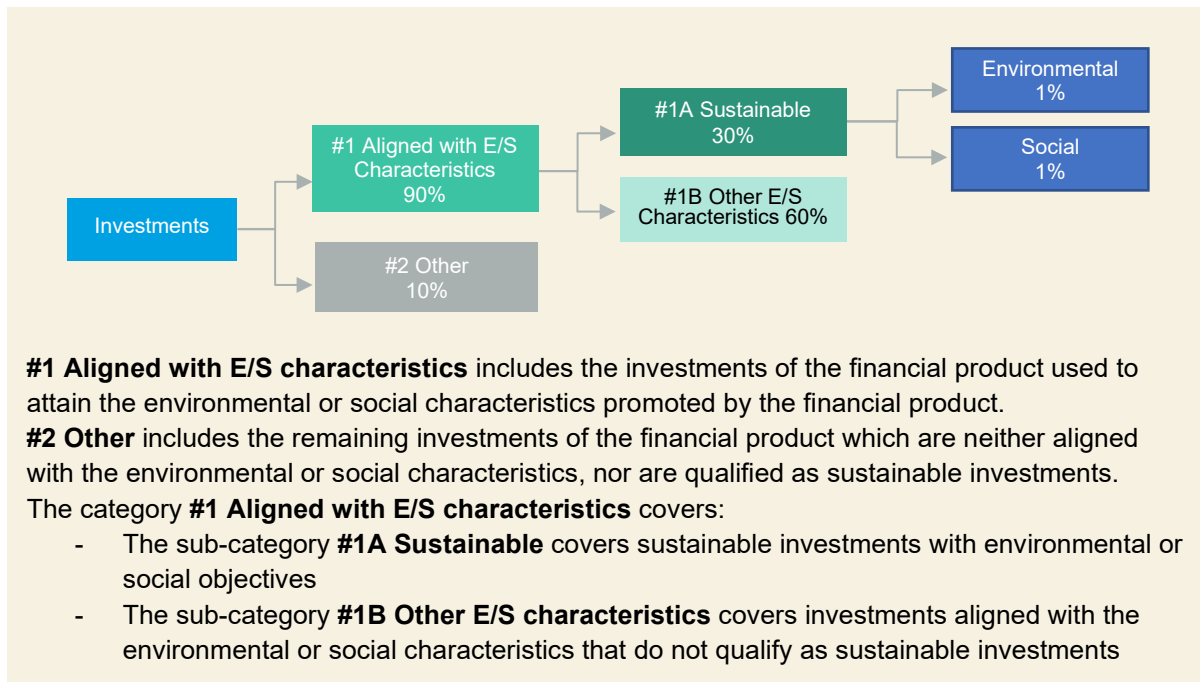 Environmental
1%
#1A Sustainable
30%
#1 Aligned with E/S
Characteristics
90%
Social
1%
#1B Other E/S
Characteristics 60%
Investments
#2 Other
10%
#1 Aligned with E/S characteristics includes the investments of the financial product used to
attain the environmental or social characteristics promoted by the financial product.
#2 Other includes the remaining investments of the financial product which are neither aligned
with the environmental or social characteristics, nor are qualified as sustainable investments.
The category #1 Aligned with E/S characteristics covers:
- The sub-category #1A Sustainable covers sustainable investments with environmental or
social objectives
- The sub-category #1B Other E/S characteristics covers investments aligned with the
environmental or social characteristics that do not qualify as sustainable investments